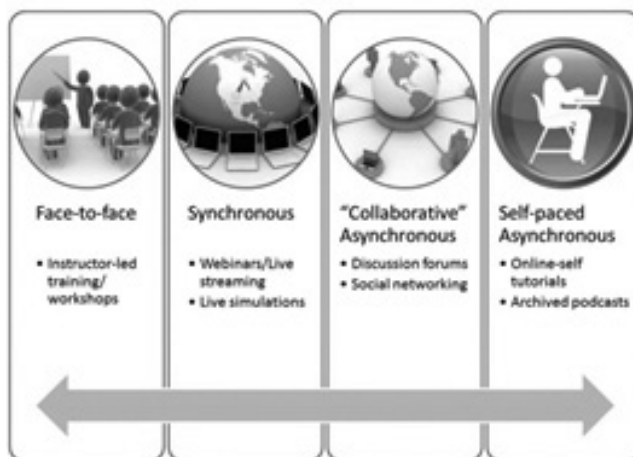 Face-to-face
• Instructor-led
training/
workshops
Synchronous
• Webinars/Live
streaming
• Live simulations
“Collaborative”
Asynchronous
• Discussion forums
• Social networking
Self-paced
Asynchronous
• Online-self
tutorials
• Archived podcasts